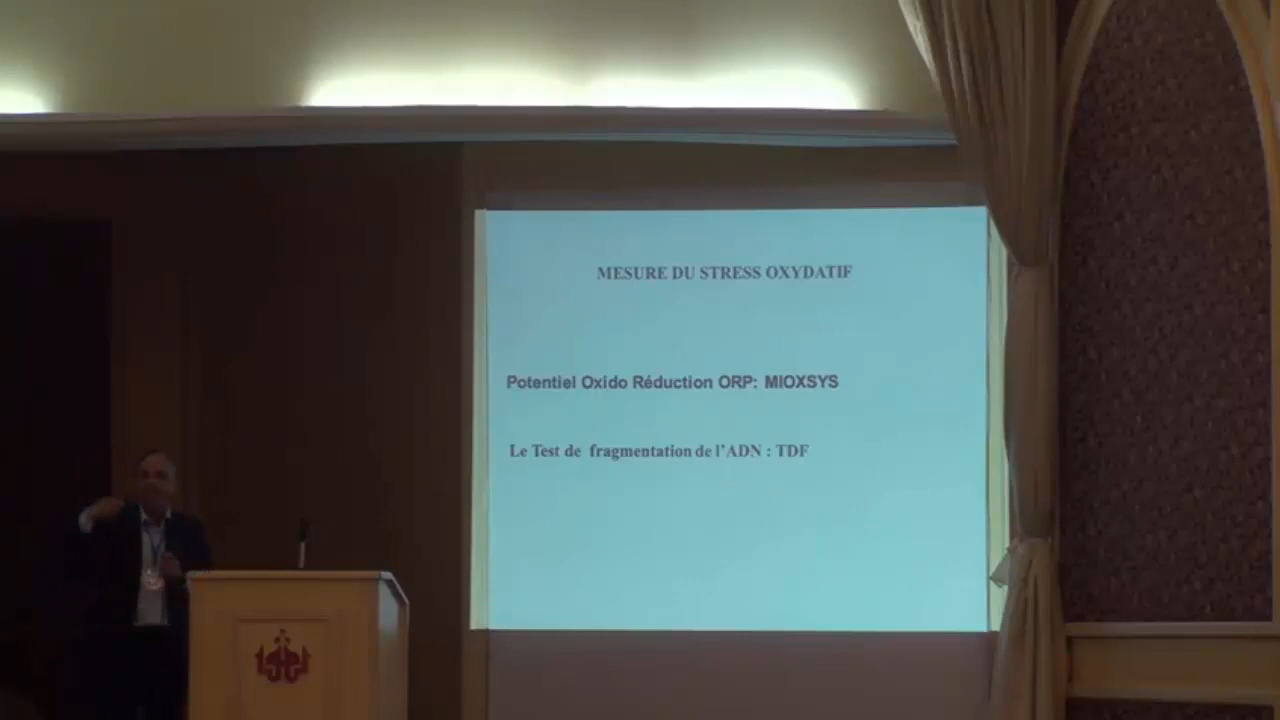 MESURE DU STRESS OXYDATIF
Potentiel Oxido Réduction ORP: MIOXSYS
Le Test de fragmentation de l'ADN : TDF